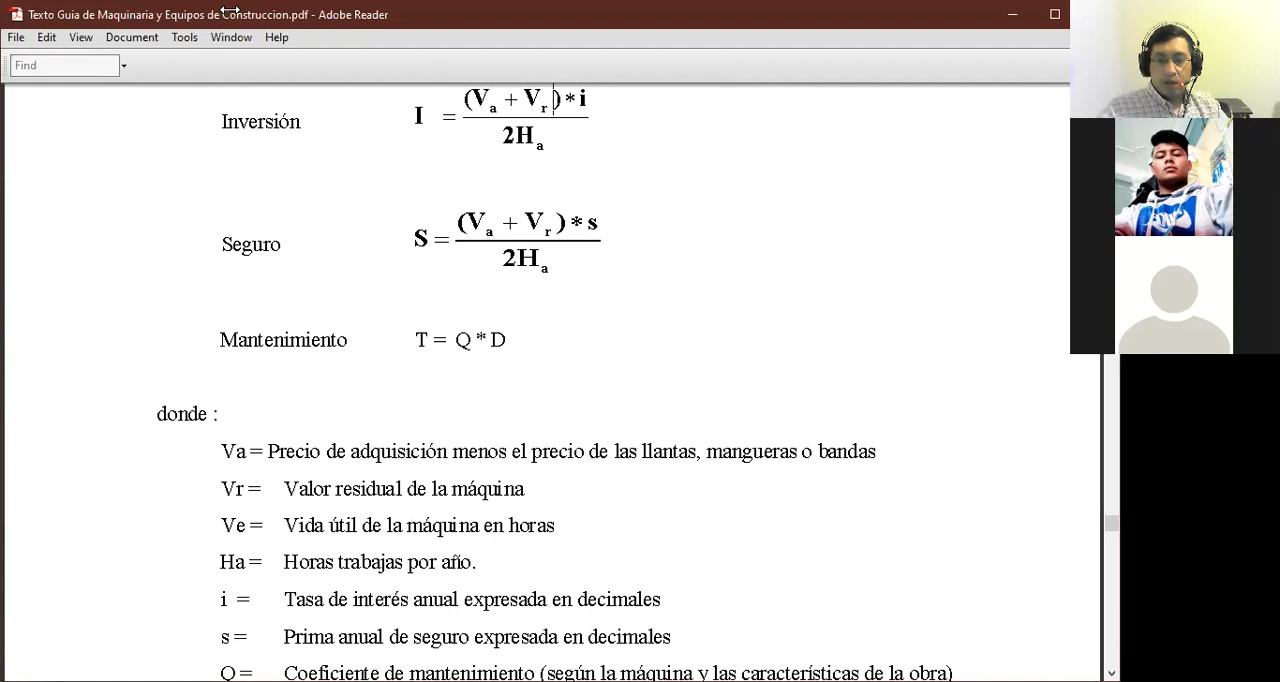 Texto Guia de Maquinaria y Equipos de Construccion.pdf - Adobe Reader
File Edit View Document Tools Window Help
Find
Inversión I = (Va + Vr ) * i
2Ha
Seguro S = (Va + Vr ) * s
2Ha
Mantenimiento T = Q * D
donde :
Va = Precio de adquisición menos el precio de las llantas, mangueras o bandas
Vr = Valor residual de la máquina
Ve = Vida útil de la máquina en horas
Ha = Horas trabajas por año.
i = Tasa de interés anual expresada en decimales
s = Prima anual de seguro expresada en decimales
Q = Coeficiente de mantenimiento (según la máquina y las características de la obra)